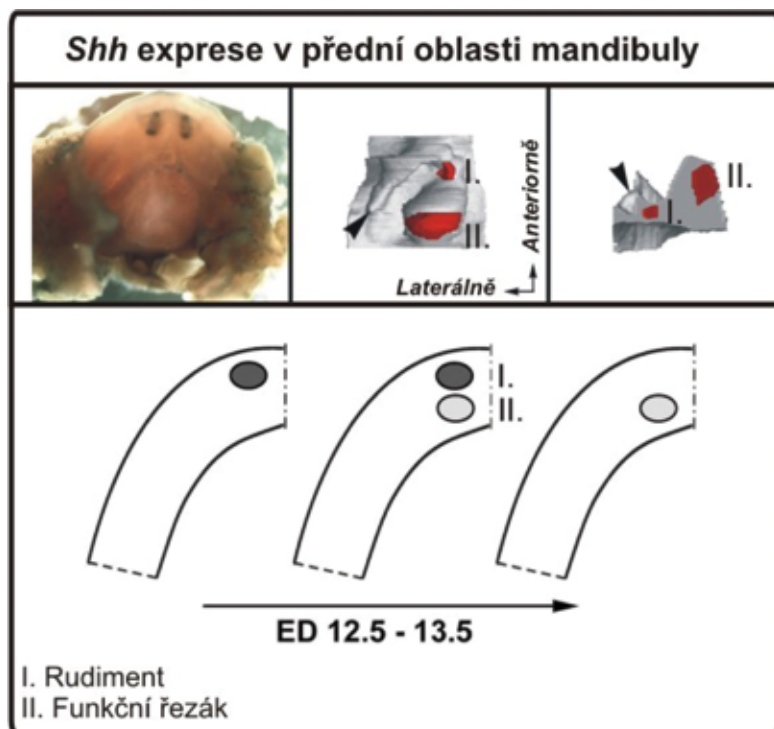 Shh exprese v přední oblasti mandibuly
I.
II.
Laterálně
Anteriorně
I.
II.
I.
II.
ED 12.5 - 13.5
I. Rudiment
II. Funkční řezák